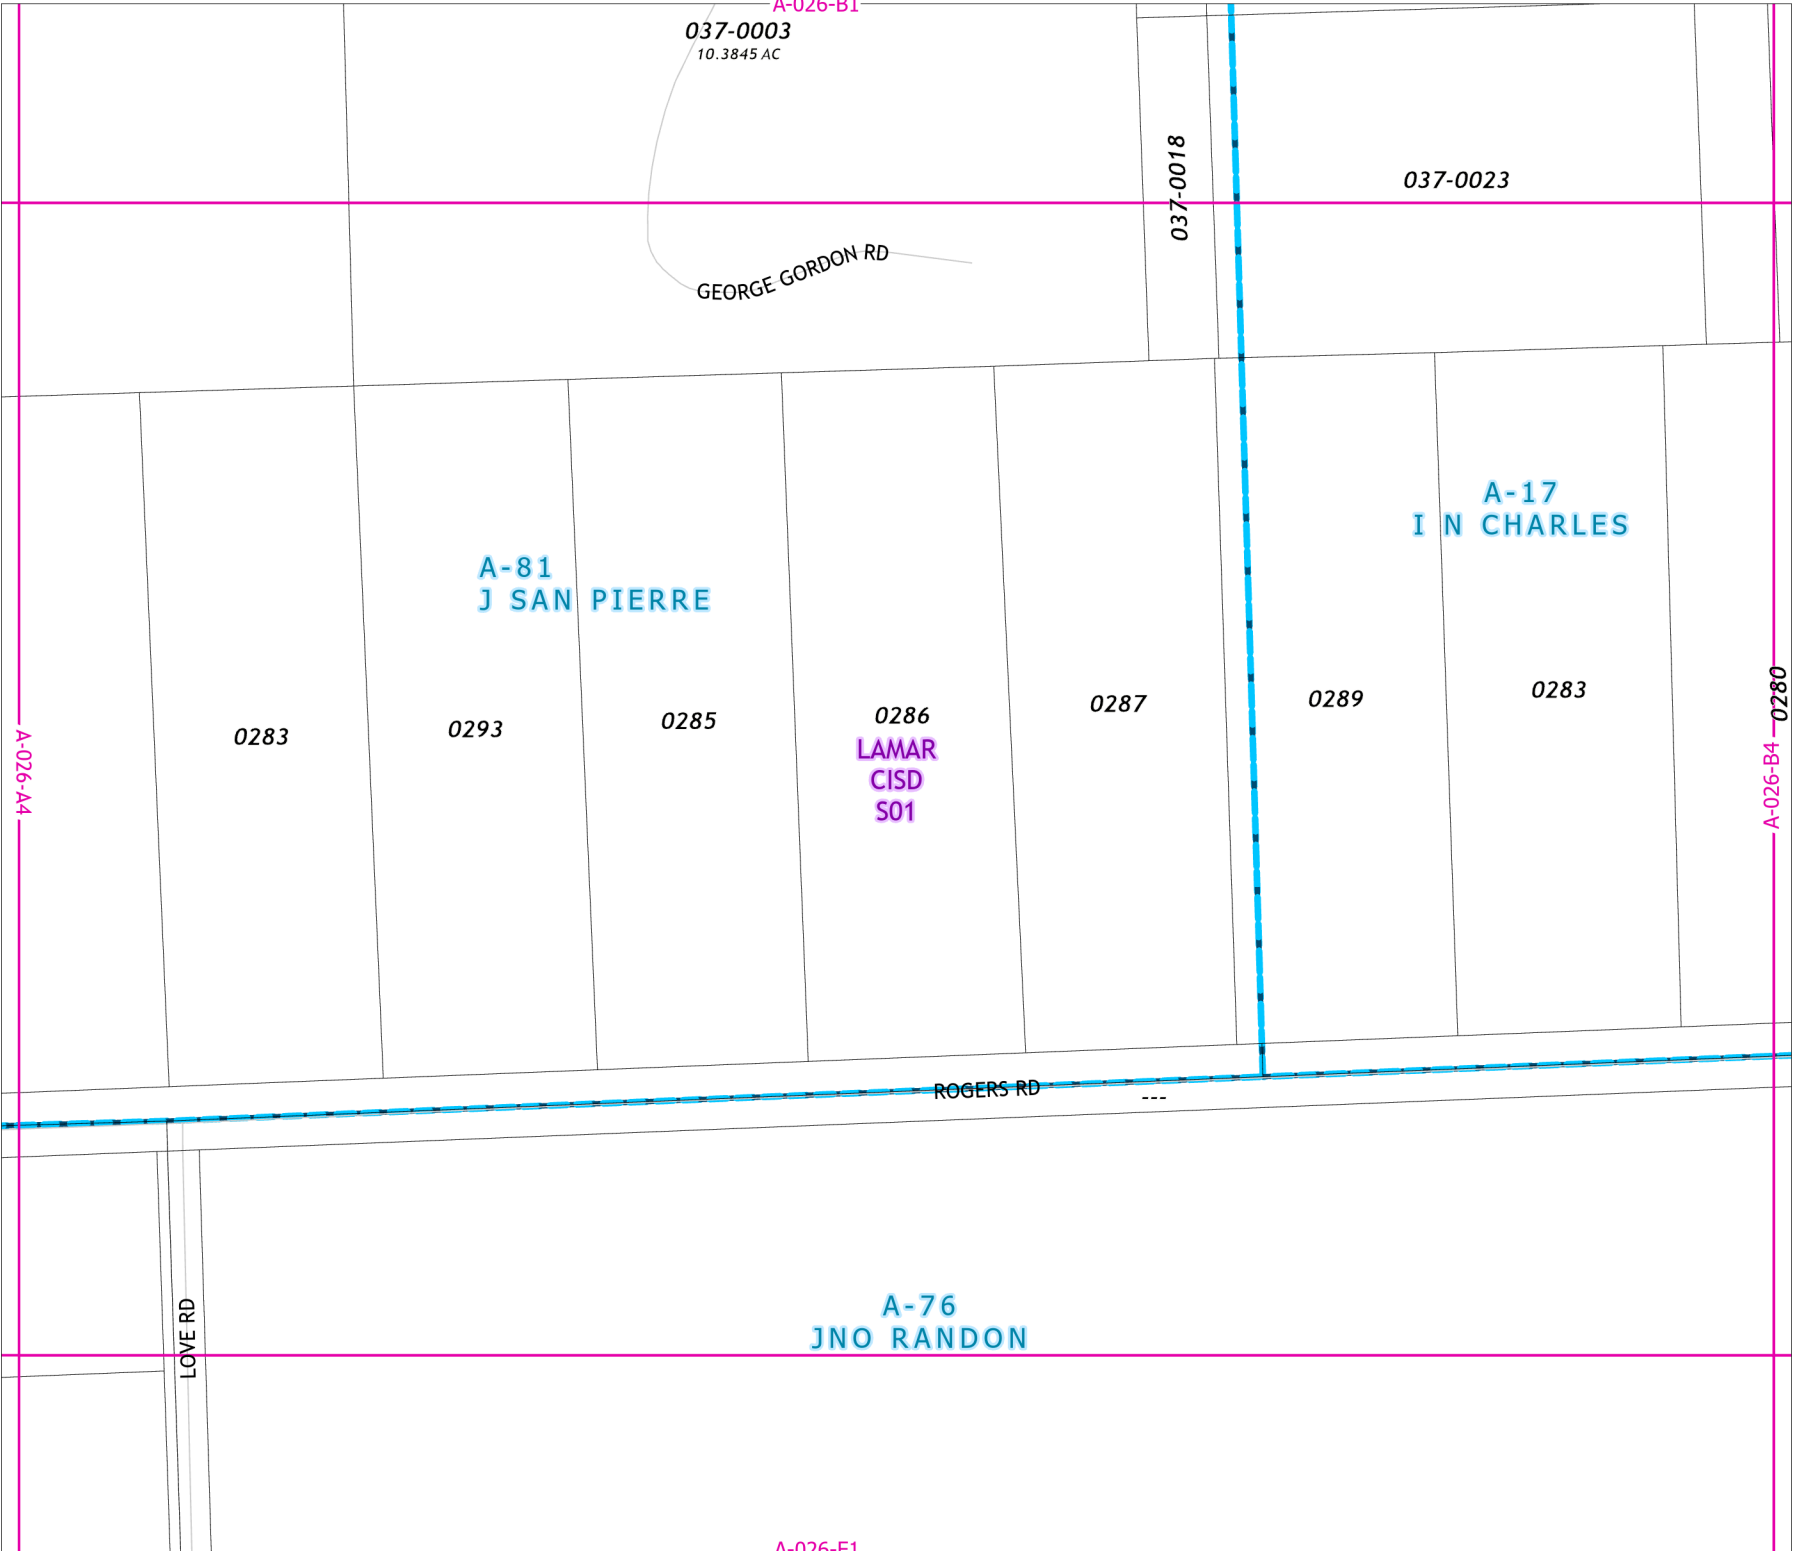 A-026-B1
037-0003
10.3845 AC
037-0018
037-0023
GEORGE GORDON RD
A-17
I N CHARLES
A-81
J SAN PIERRE
0283
0293
0285
0286
0287
0289
0283
0280
LAMAR
CISD
S01
A-026-A4
A-026-B4
ROGERS RD
---
LOVE RD
A-76
JNO RANDON